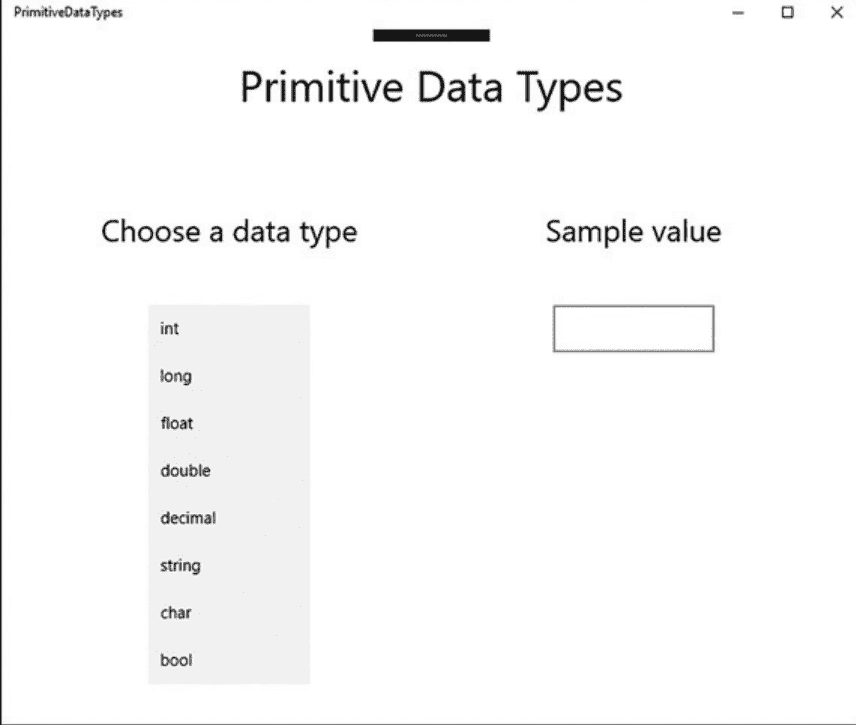 PrimitiveDataTypes
Primitive Data Types
Choose a data type
Sample value
int
long
float
double
decimal
string
char
bool